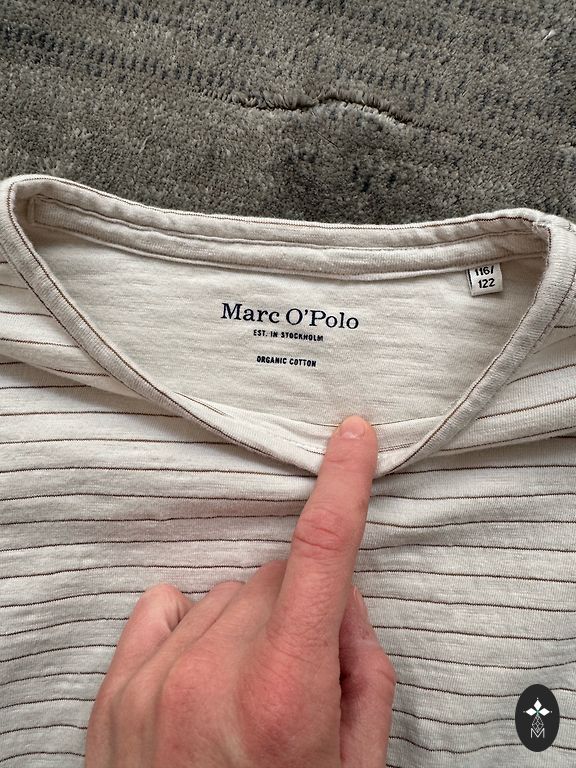 Marc O'Polo
EST. IN STOCKHOLM
ORGANIC COTTON
116/
122
M